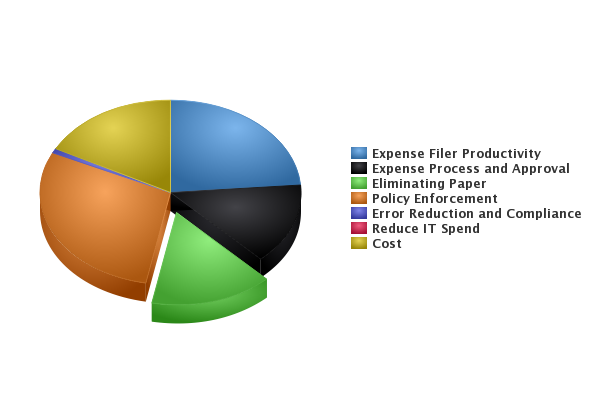 Expense Filer Productivity
Expense Process and Approval
Eliminating Paper
Policy Enforcement
Error Reduction and Compliance
Reduce IT Spend
Cost